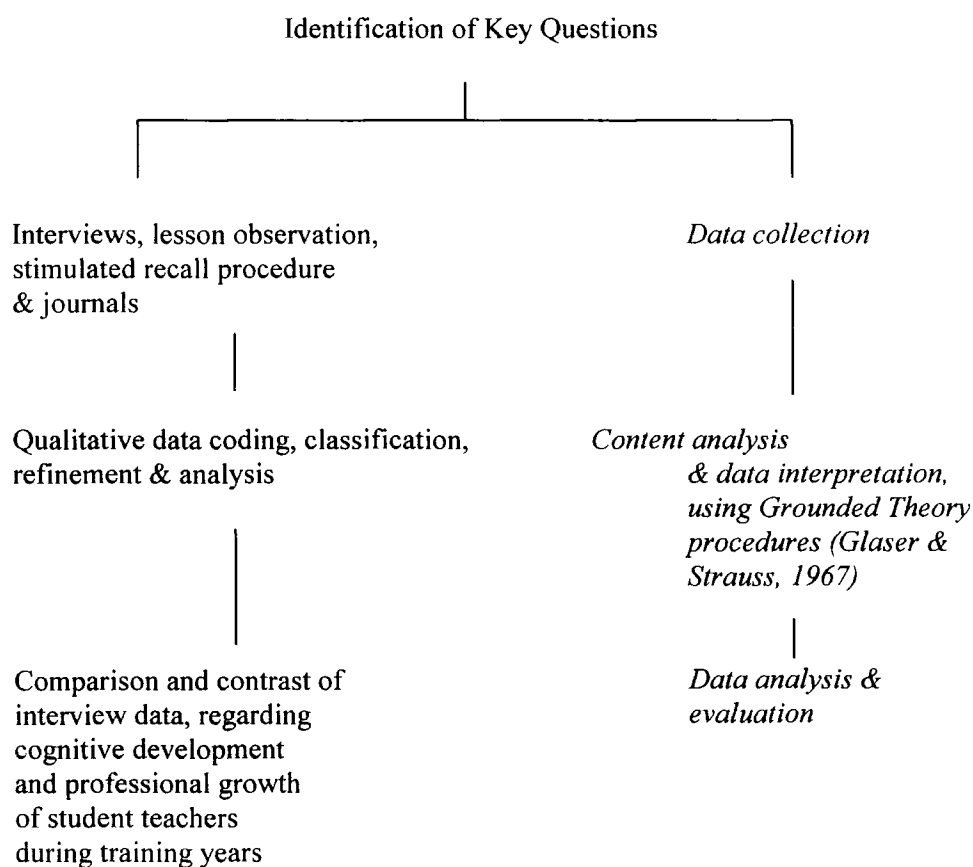 Identification of Key Questions
Interviews, lesson observation,
stimulated recall procedure
& journals
Data collection
Qualitative data coding, classification,
refinement & analysis
Content analysis
& data interpretation,
using Grounded Theory
procedures (Glaser &
Strauss, 1967)
Comparison and contrast of
interview data, regarding
cognitive development
and professional growth
of student teachers
during training years
Data analysis &
evaluation